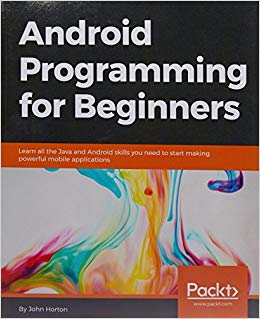 Android
Programming
for Beginners
Learn all the Java and Android skills you need to start making
powerful mobile applications
By John Horton
Packt>
www.packt.com